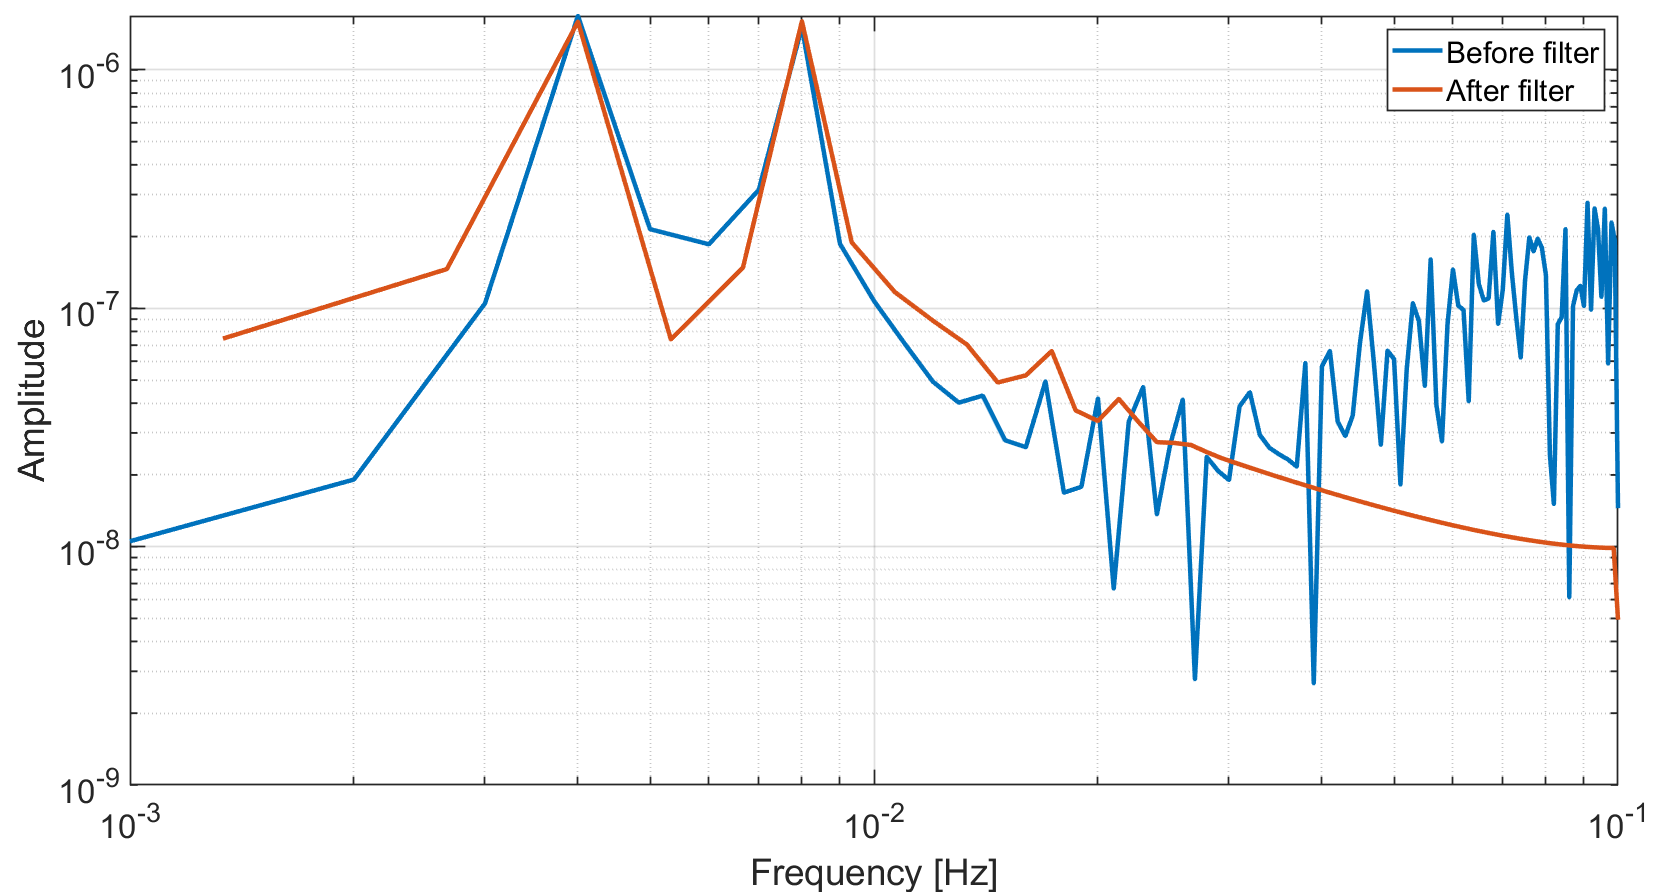 Before filter
After filter
10-6
10-7
10-8
10-9
Amplitude
10-3
10-2
10-1
Frequency [Hz]